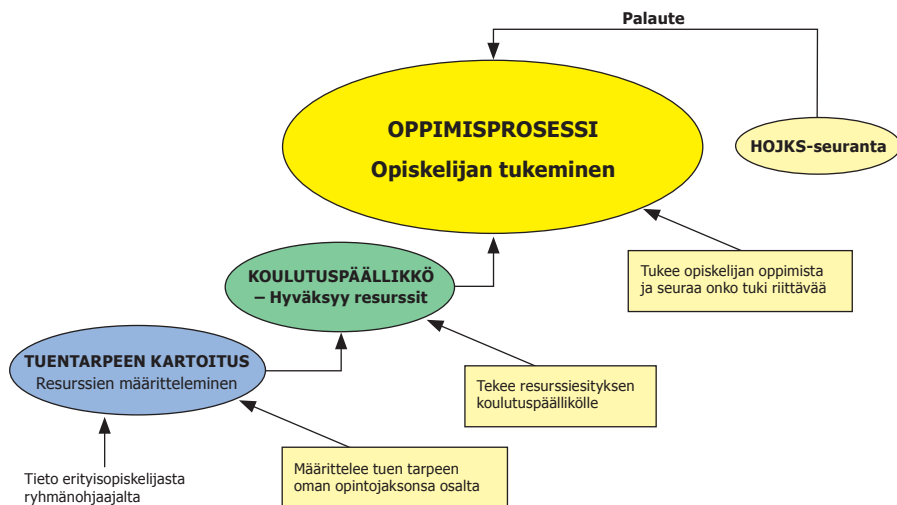 Palaute
OPPIMISPROSESSI
Opiskelijan tukeminen
HOJKS-seuranta
Tukee opiskelijan oppimista
ja seuraa onko tuki riittävää
KOULUTUSPÄÄLLIKKÖ
– Hyväksyy resurssit
Tekee resurssiesityksen
koulutuspäällikölle
TUENTARPEEN KARTOITUS
Resurssien määritteleminen
Määrittelee tuen tarpeen
oman opintojaksonsa osalta
Tieto erityisopiskelijasta
ryhmänohjaajalta